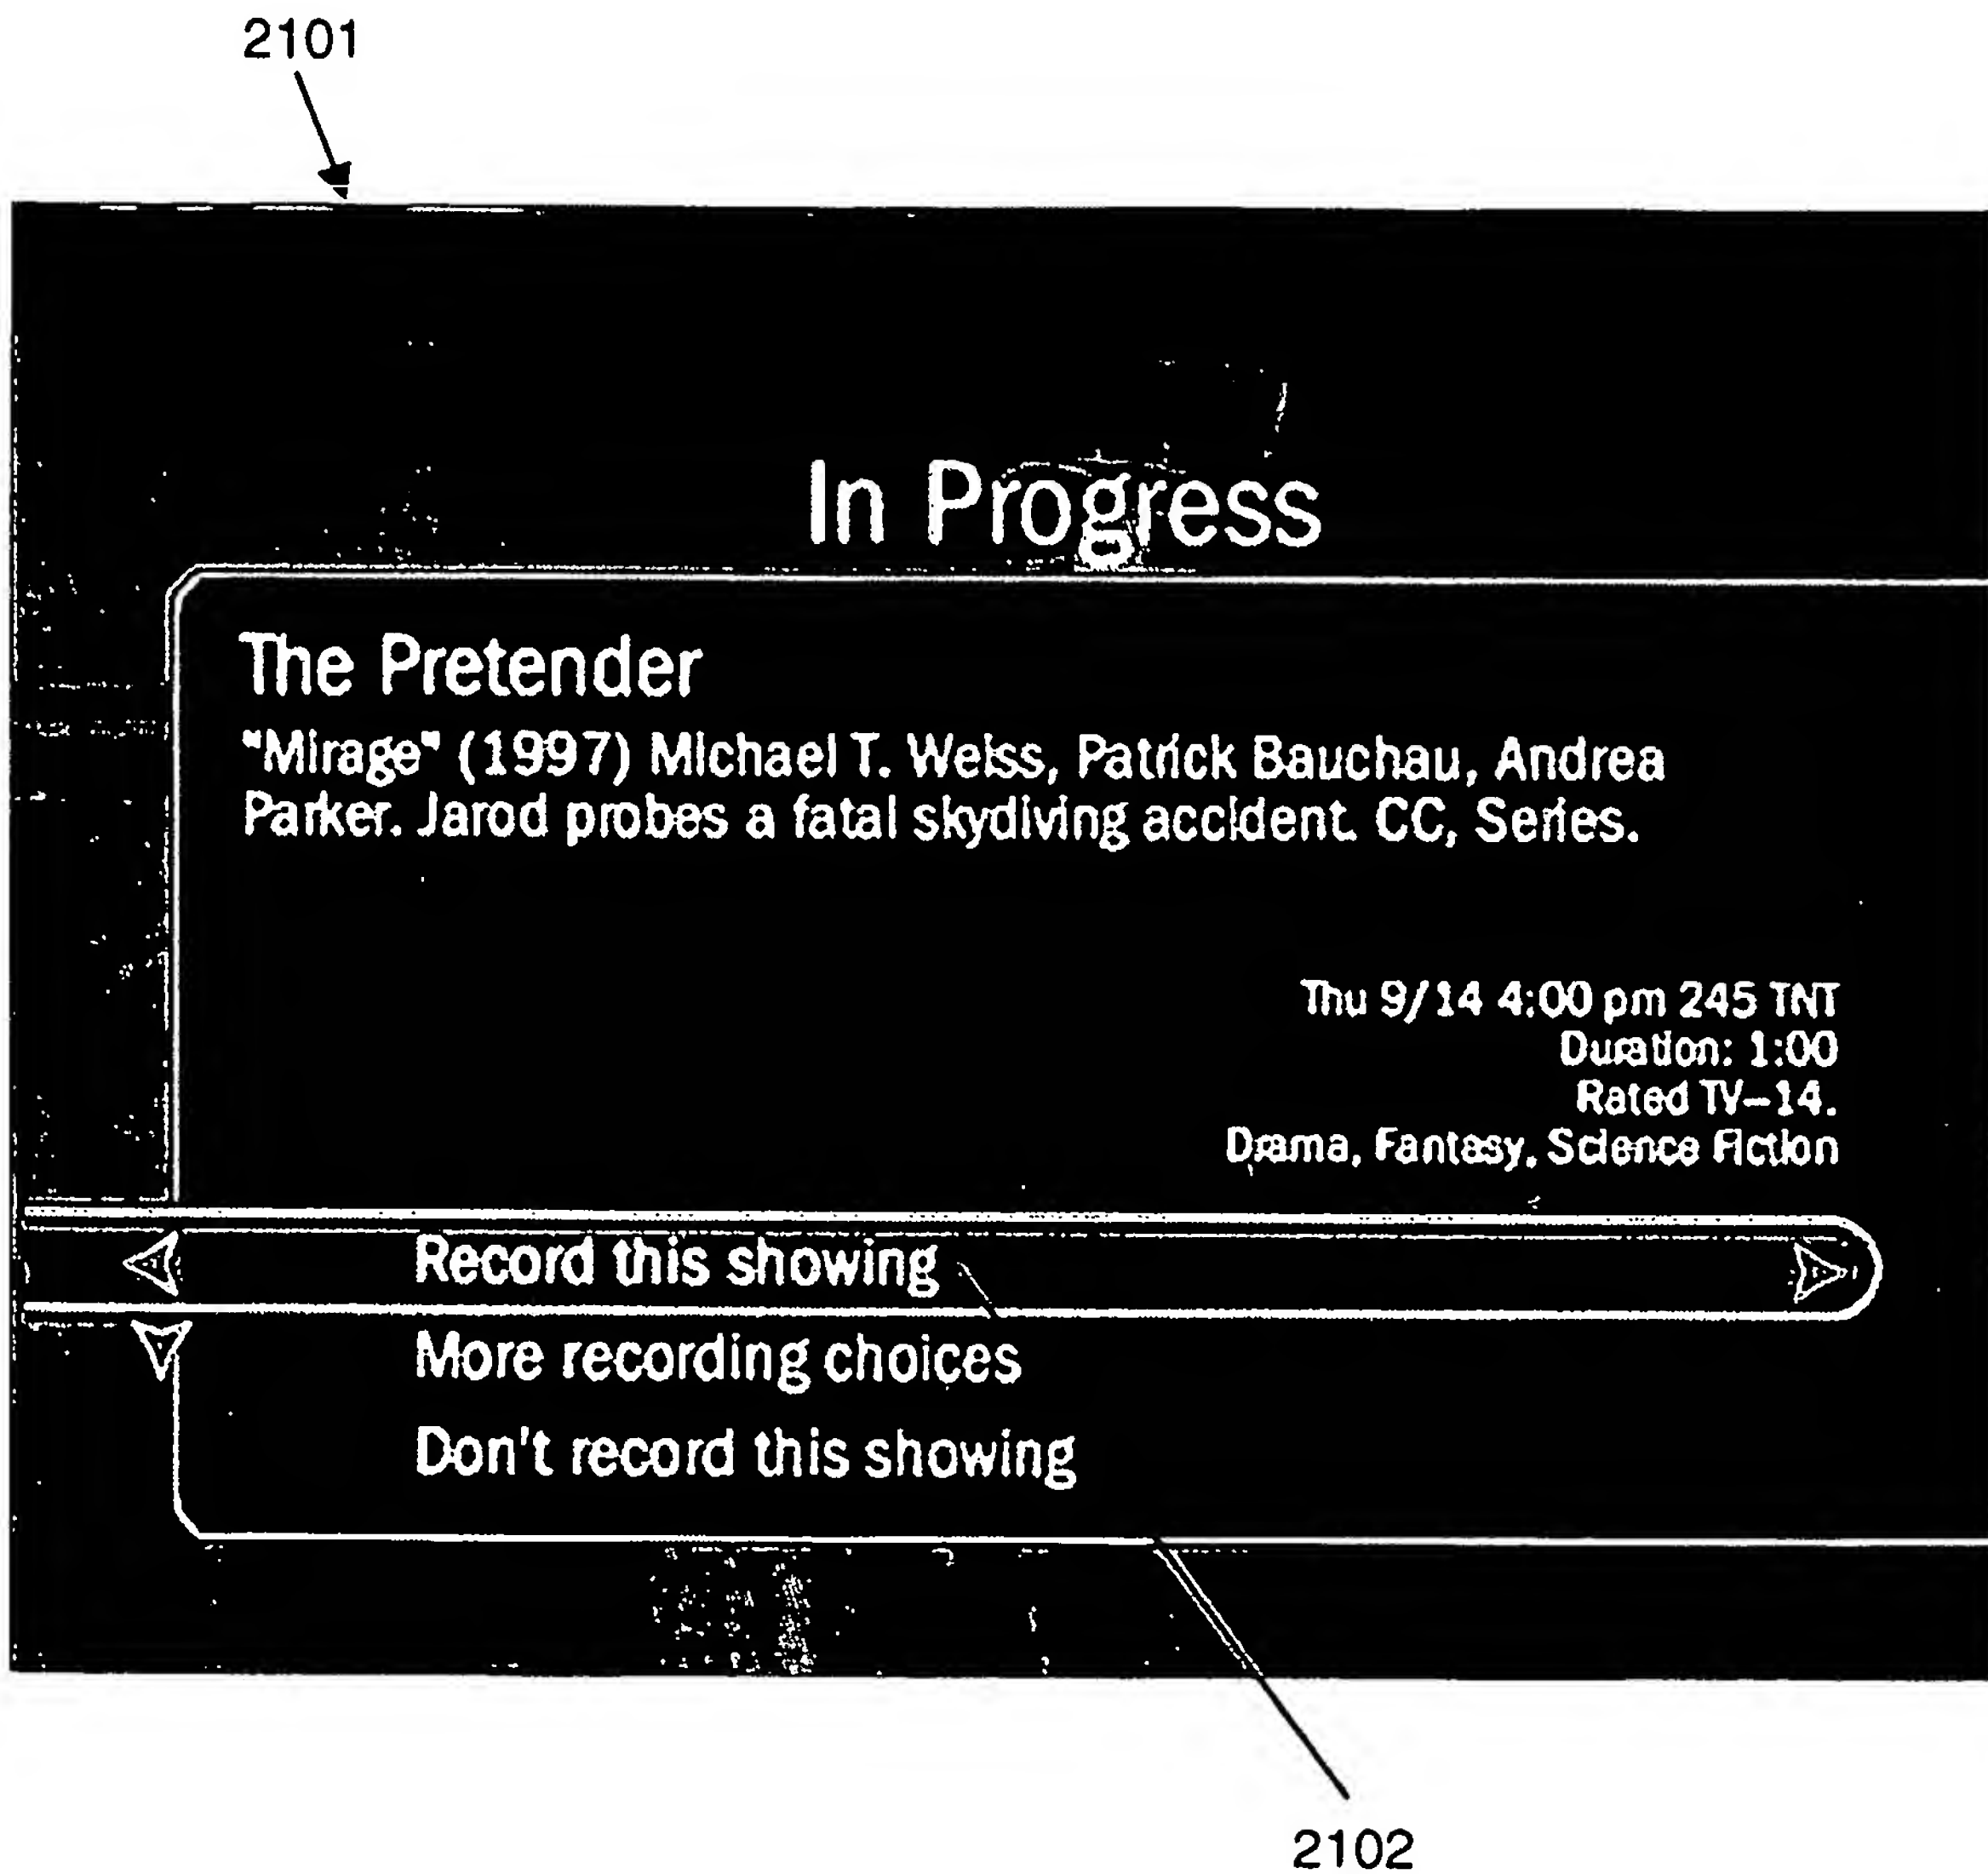 2101
In Progress
The Pretender
"Mirage" (1997) Michael T. Weiss, Patrick Bauchau, Andrea
Parker. Jarod probes a fatal skydiving accident. CC, Series.
Thu 9/14 4:00 pm 245 TNT
Duration: 1:00
Rated TV-14.
Drama, Fantasy, Science Fiction
Record this showing
More recording choices
Don't record this showing
2102